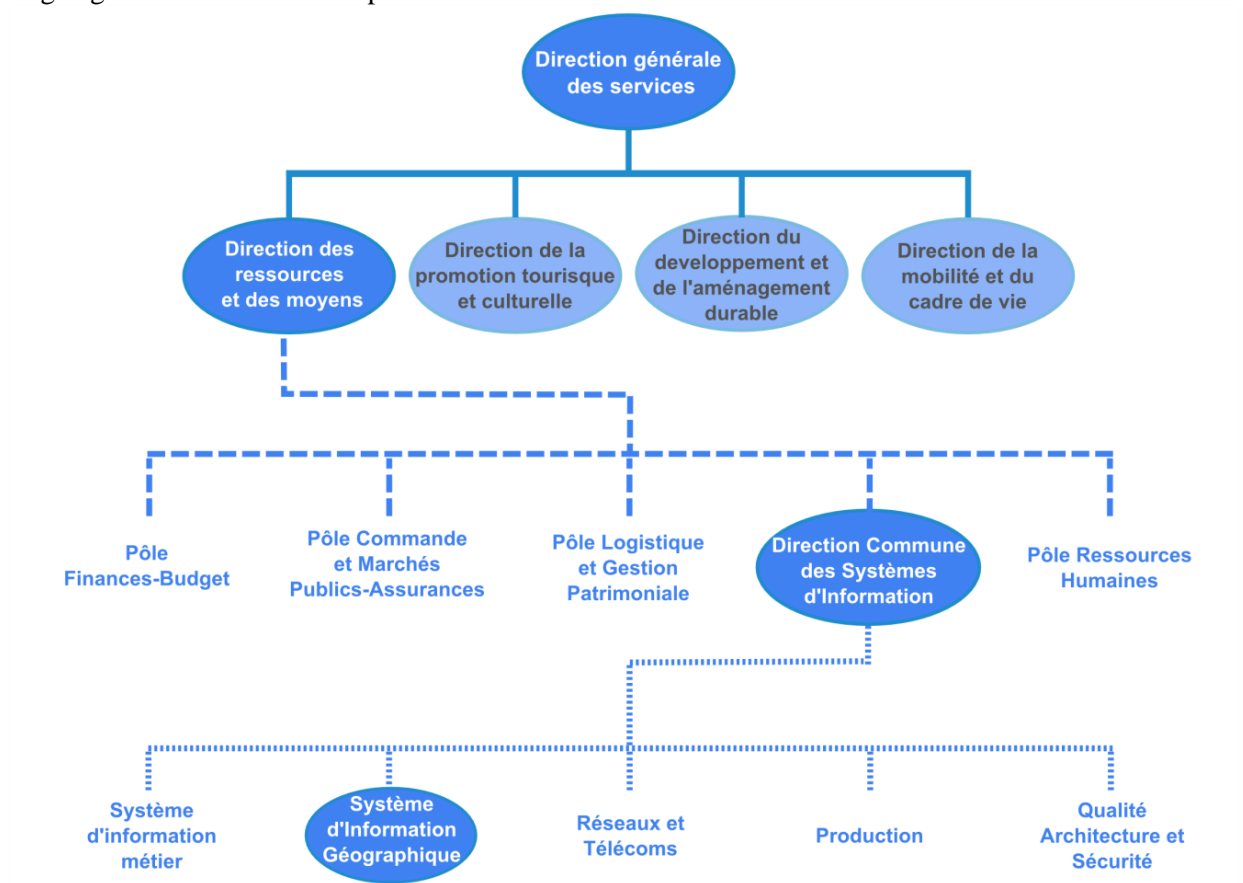 Direction générale
des services
Direction des
ressources
et des moyens
Direction de la
promotion tourisque
et culturelle
Direction du
developpement et
de l'aménagement
durable
Direction de la
mobilité et du
cadre de vie
Pôle
Finances-Budget
Pôle Commande
et Marchés
Publics-Assurances
Pôle Logistique
et Gestion
Patrimoniale
Direction Commune
des Systèmes
d'Information
Pôle Ressources
Humaines
Système
d'information
métier
Système
d'Information
Géographique
Réseaux et
Télécoms
Production
Qualité
Architecture et
Sécurité